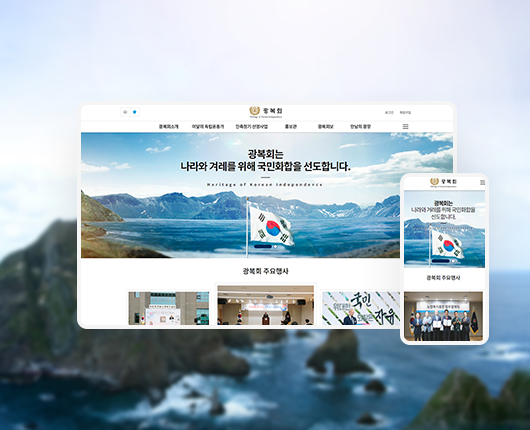 광복회
Heritage of Korean Independence
로그인 회원가입
광복회소개 이달의 독립운동가 민족정기 선양사업 홍보관 광복회보 만남의 광장
광복회는
나라와 겨레를 위해 국민화합을 선도합니다.
Heritage of Korean Independence
광복회 주요행사
국민
광복회
광복회는
나라와 겨레를 위해 국민화합을
선도합니다.
광복회 주요행사